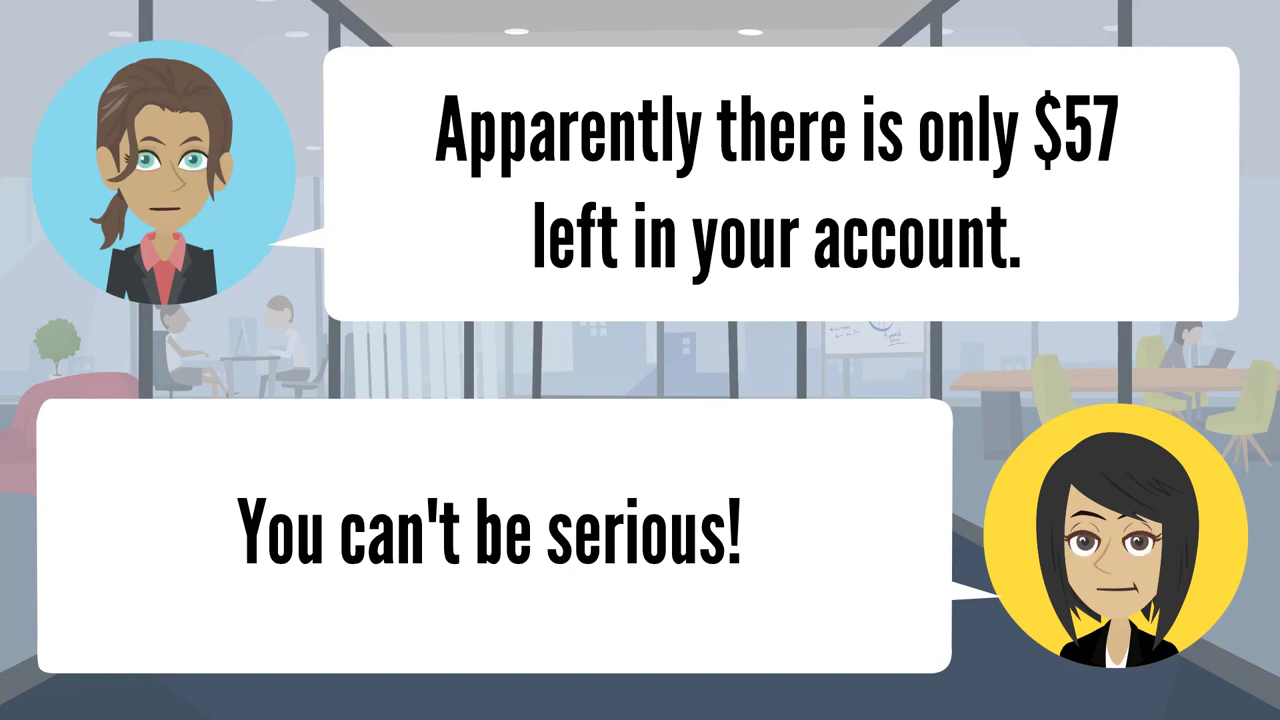 Apparently there is only $57
left in your account.
You can't be serious!